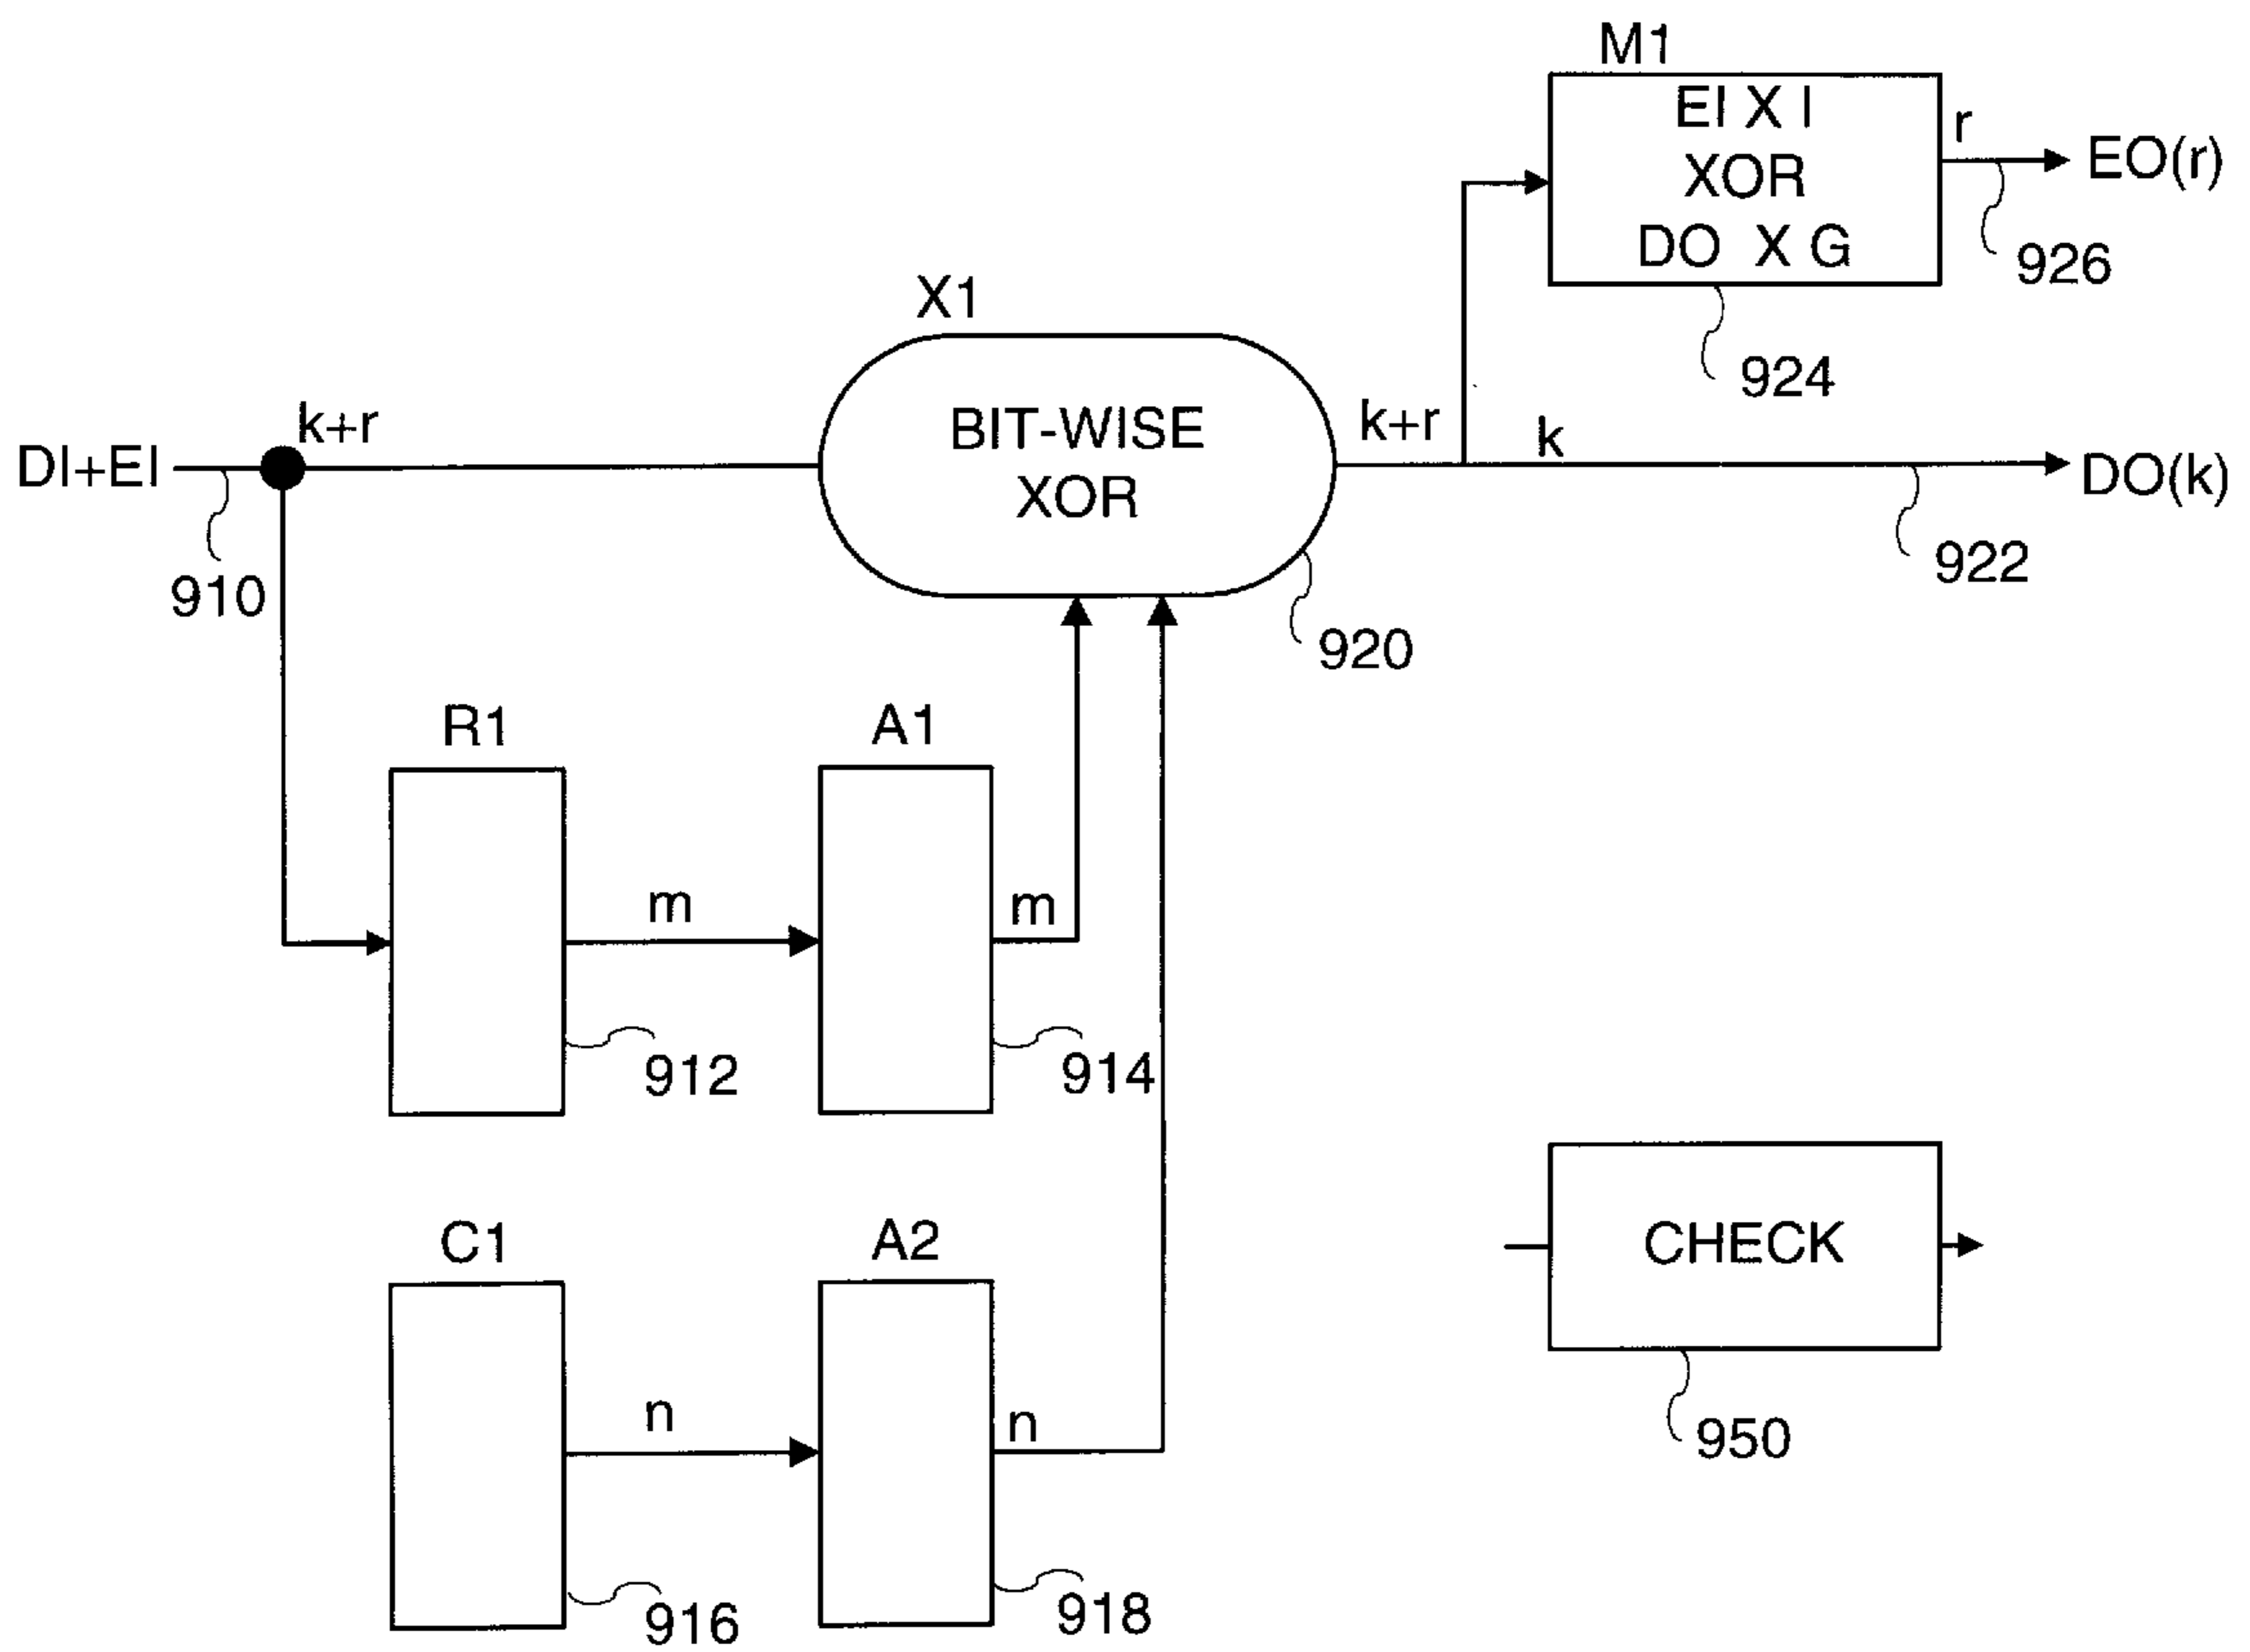 M1
EI X I
XOR
DO X G
r
EO(r)
926
924
X1
BIT-WISE
XOR
DI+EI
k+r
k+r
k
DO(k)
910
922
920
R1
A1
m
m
912
914
C1
A2
n
n
916
918
CHECK
950